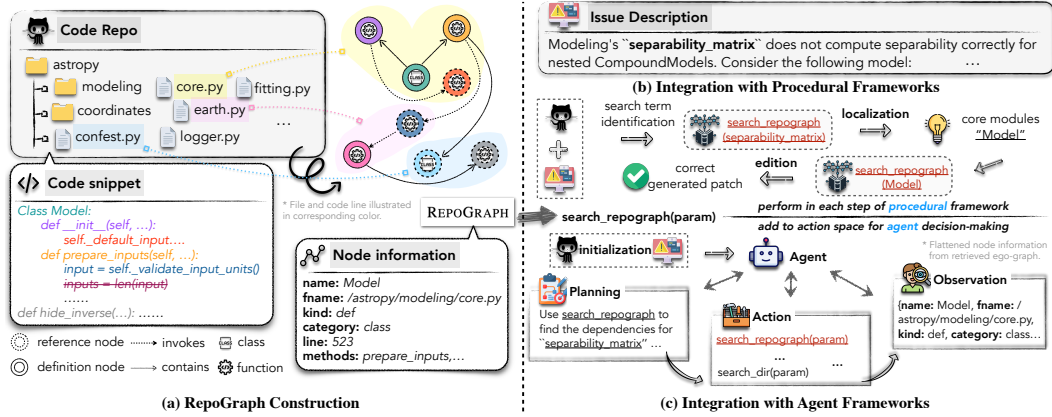 Code Repo
astropy
modeling
core.py
fitting.py
coordinates
earth.py
...
confest.py
logger.py
CLASS
CLASS
* File and code line illustrated
in corresponding color.
Code snippet
Class Model:
def __init__(self, …):
self._default_input….
def prepare_inputs(self, …):
input = self._validate_input_units()
inputs = len(input)
……
def hide_inverse(…): ……
REPOGRAPH
Node information
name: Model
fname: /astropy/modeling/core.py
kind: def
category: class
line: 523
methods: prepare_inputs,…
reference node
invokes
CLASS
class
definition node
contains
function
(a) RepoGraph Construction
Issue Description
Modeling's ``separability_matrix`` does not compute separability correctly for
nested CompoundModels. Consider the following model: …
(b) Integration with Procedural Frameworks
search term
identification
search_repograph
(separability_matrix)
localization
core modules
“Model”
correct
generated patch
edition
search_repograph
(Model)
perform in each step of procedural framework
search_repograph(param)
add to action space for agent decision-making
initialization
Agent
* Flattened node information
from retrieved ego-graph.
Planning
Use search_repograph to
find the dependencies for
``separability_matrix`` …
Action
search_repograph(param)
...
search_dir(param)
...
Observation
{name: Model, fname: /
astropy/modeling/core.py,
kind: def, category: class…
(c) Integration with Agent Frameworks